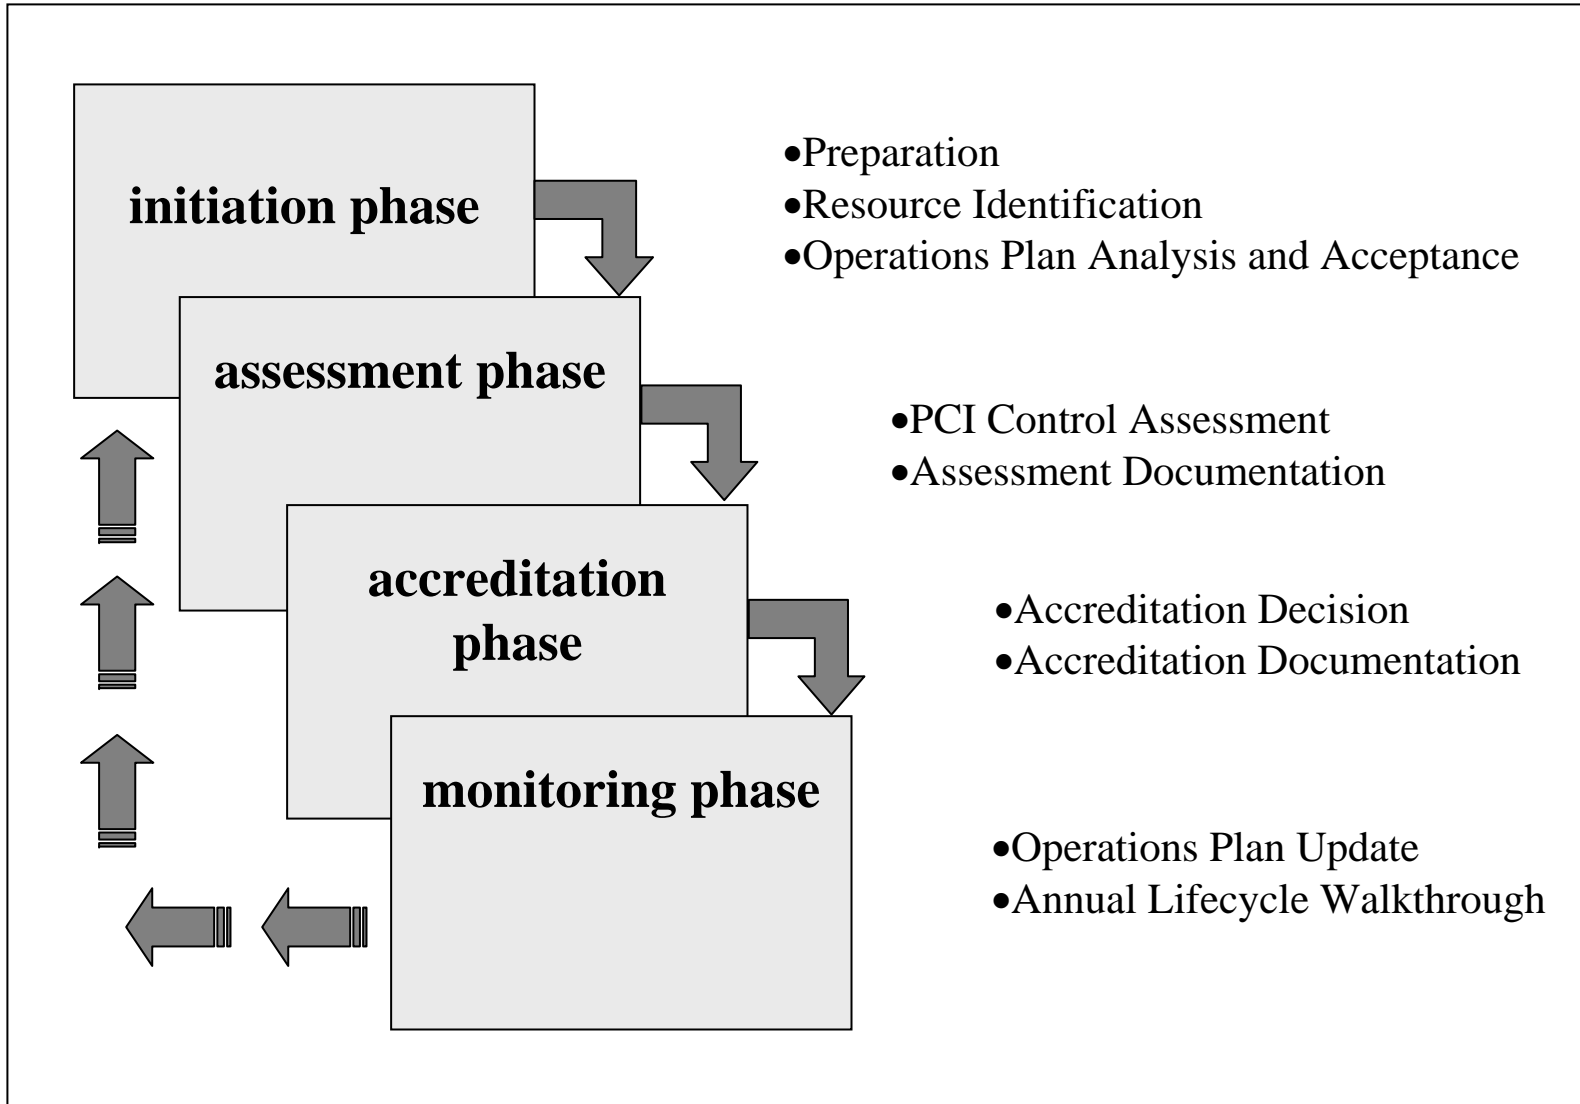 initiation phase
•Preparation
•Resource Identification
•Operations Plan Analysis and Acceptance
assessment phase
•PCI Control Assessment
•Assessment Documentation
accreditation
phase
•Accreditation Decision
•Accreditation Documentation
monitoring phase
•Operations Plan Update
•Annual Lifecycle Walkthrough